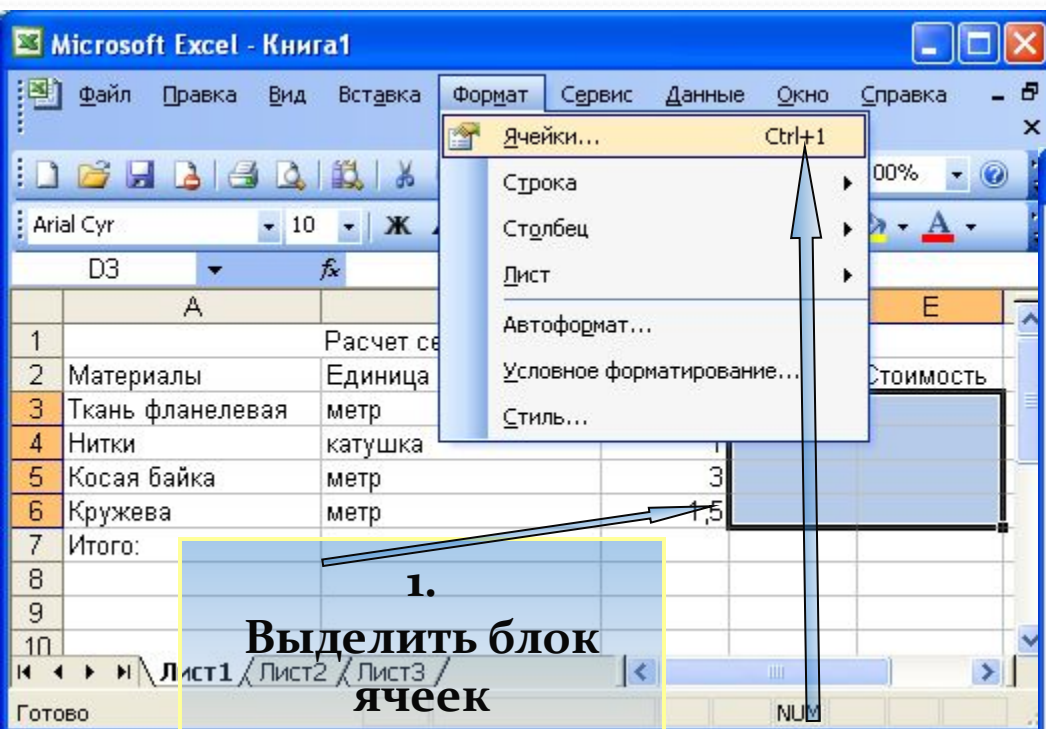 Microsoft Excel - Книга1
Файл Правка Вид Вставка Формат Сервис Данные Окно Справка
Ячейки... Ctrl+1
Строка
Столбец
Лист
Автоформат...
Условное форматирование...
Стиль...
00%
Arial Cyr 10 Ж А
D3 fx
A E
1 Расчет се
2 Материалы Единица Стоимость
3 Ткань фланелевая метр
4 Нитки катушка 1
5 Косая байка метр 3
6 Кружева метр 1,5
7 Итого:
8
9
10
1.
Выделить блок
ячеек
Лист1 Лист2 Лист3
Готово NUM